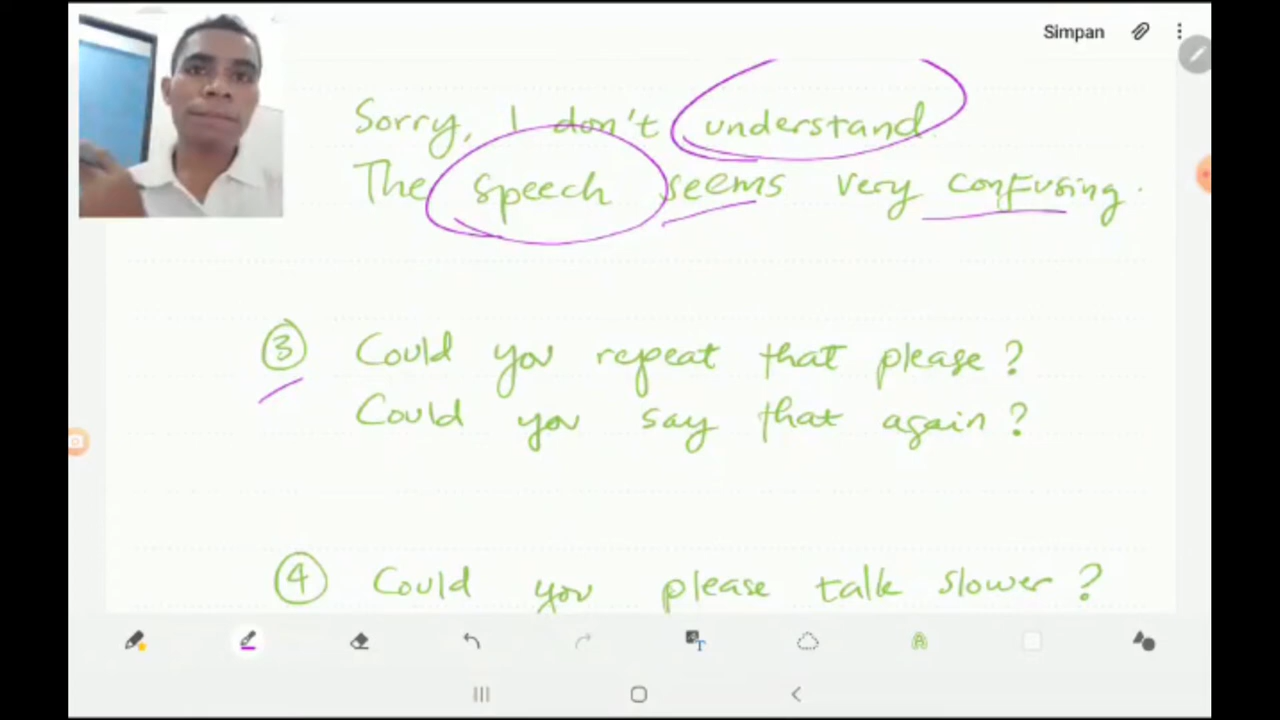 Simpan
Sorry, I don't understand.
The speech seems very confusing.
3 Could you repeat that please?
Could you say that again?
4 Could you please talk slower?